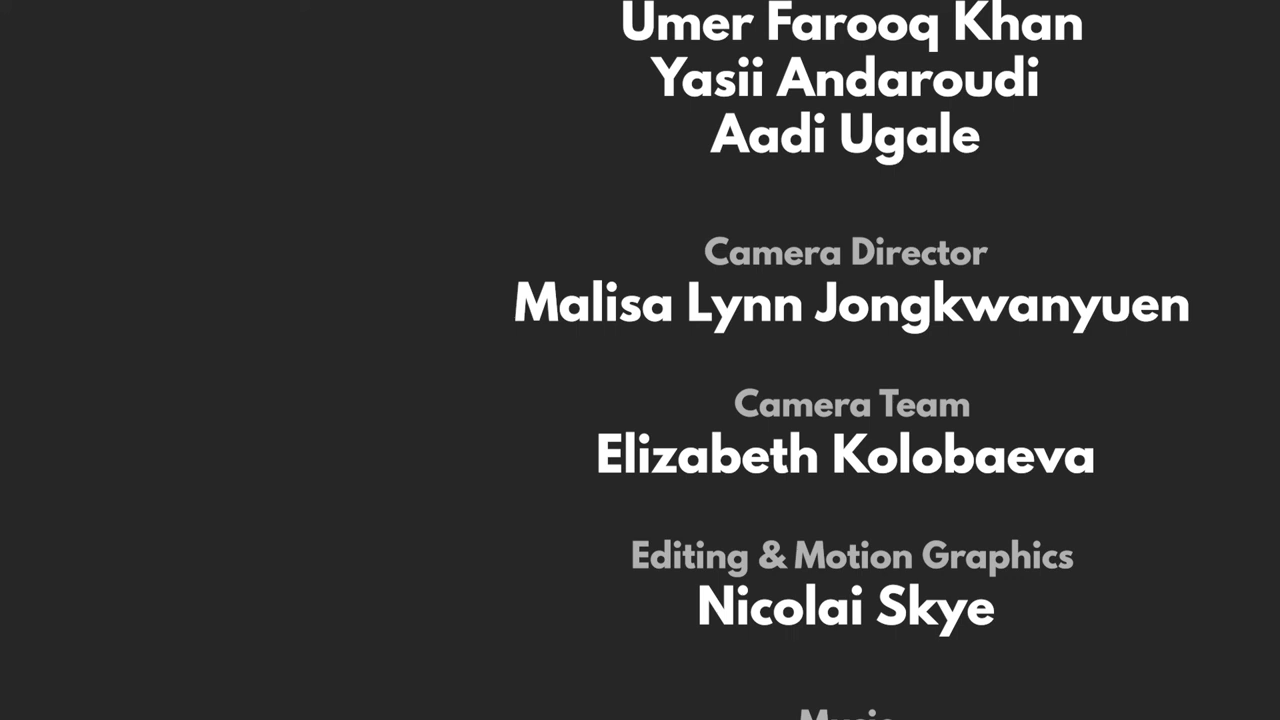 Umer Farooq Khan
Yasii Andaroudi
Aadi Ugale
Camera Director
Malisa Lynn Jongkwanyuen
Camera Team
Elizabeth Kolobaeva
Editing & Motion Graphics
Nicolai Skye
Music